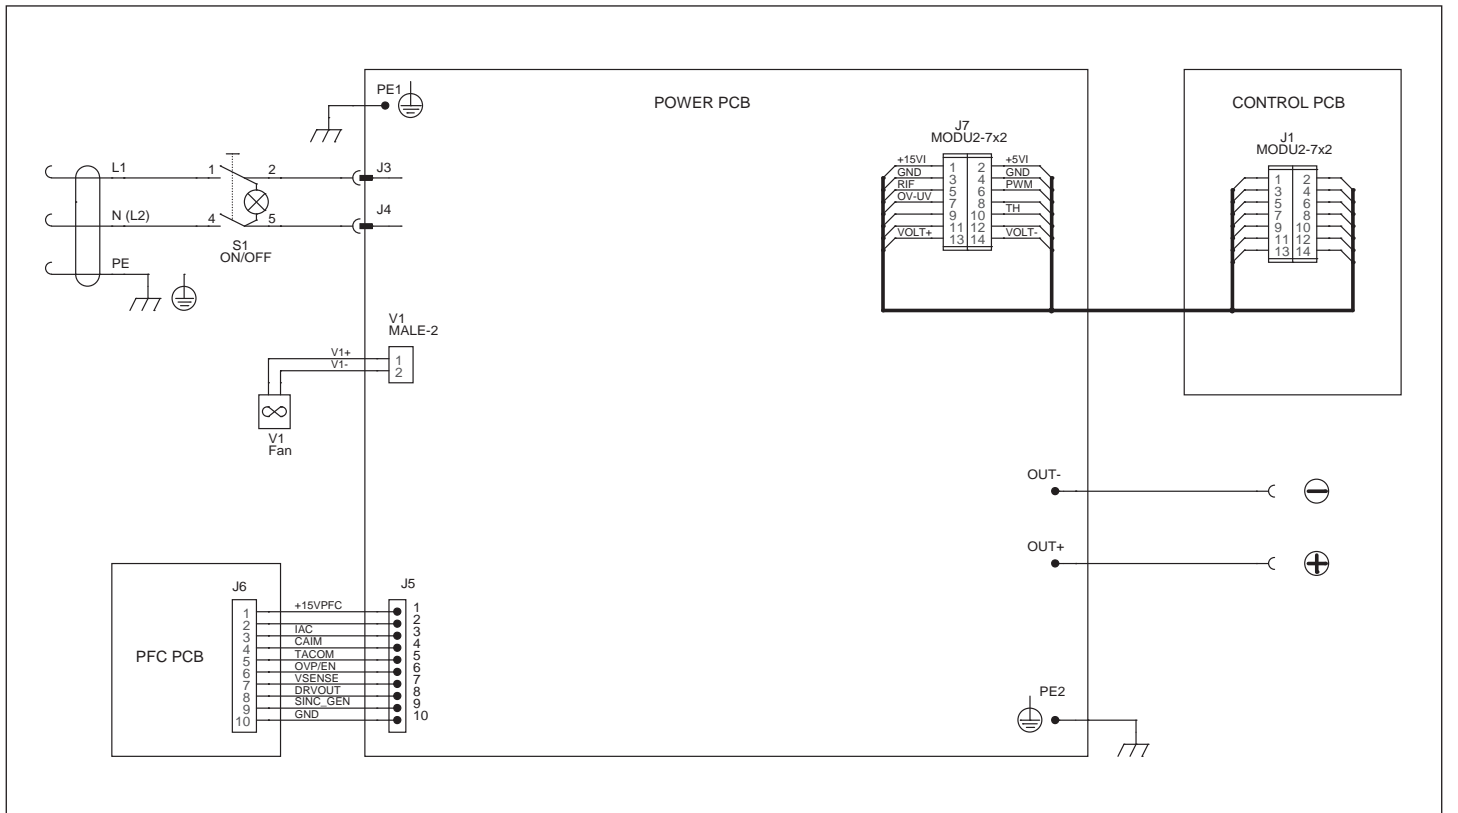 POWER PCB
CONTROL PCB
PE1
J7
MODU2-7x2
+15VI
GND
RIF
OV-UV
VOLT+
1
3
5
7
9
11
13
2
4
6
8
10
12
14
+5VI
GND
PWM
TH
VOLT-
J1
MODU2-7x2
1
3
5
7
9
11
13
2
4
6
8
10
12
14
L1
1
2
J3
N (L2)
4
5
J4
S1
ON/OFF
PE
V1
MALE-2
V1+
V1-
1
2
V1
Fan
OUT-
OUT+
PFC PCB
J6
J5
1 +15VPFC 1
2 2
3 IAC 3
4 CAIM 4
5 TACOM 5
6 OVP/EN 6
7 VSENSE 7
8 DRVOUT 8
9 SINC_GEN 9
10 GND 10
PE2